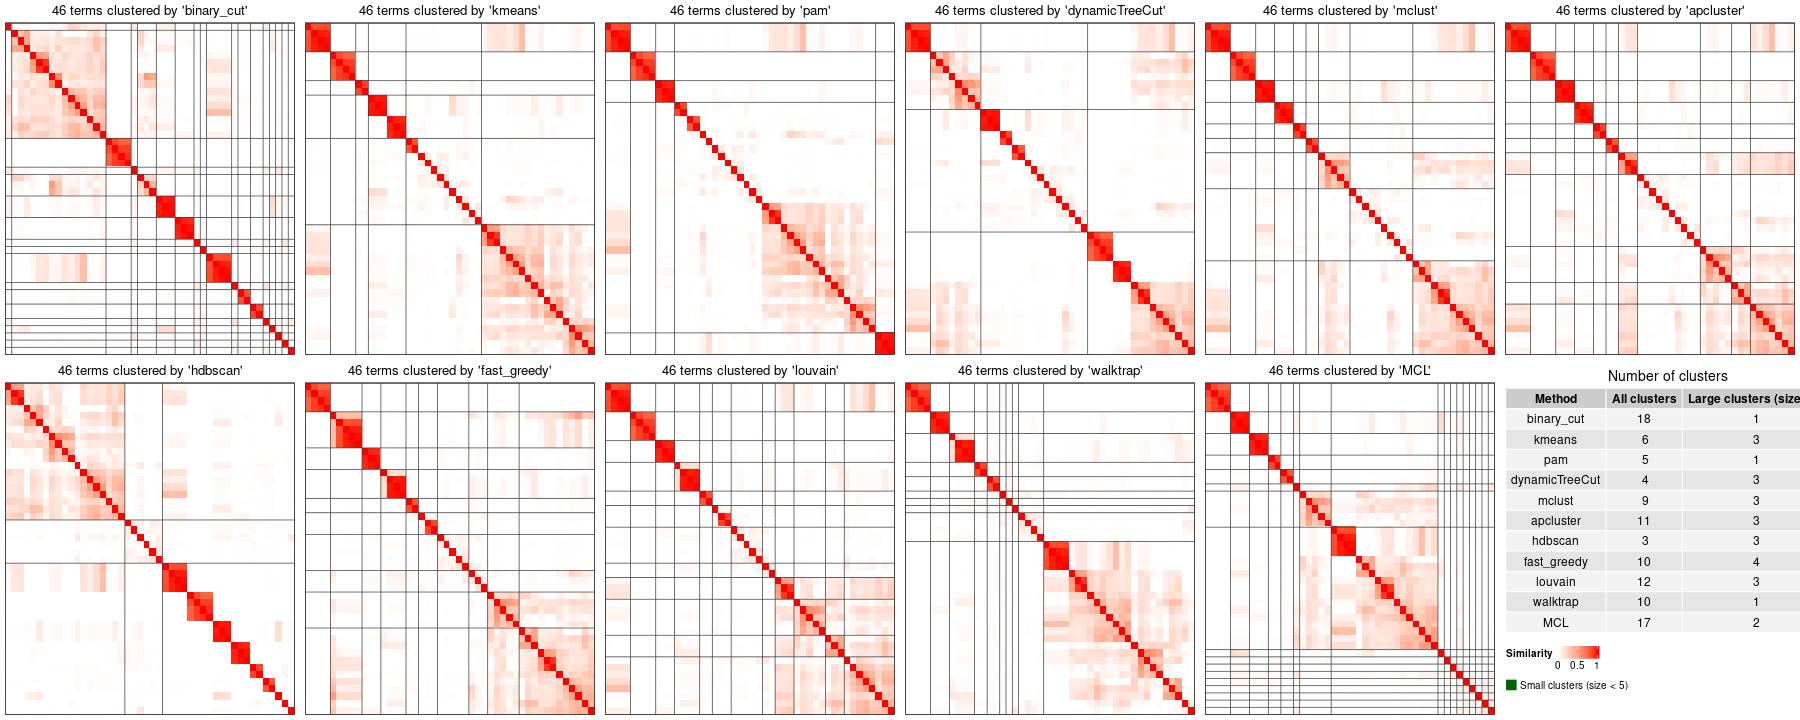 46 terms clustered by 'binary_cut'
46 terms clustered by 'kmeans'
46 terms clustered by 'pam'
46 terms clustered by 'dynamicTreeCut'
46 terms clustered by 'mclust'
46 terms clustered by 'apcluster'
46 terms clustered by 'hdbscan'
46 terms clustered by 'fast_greedy'
46 terms clustered by 'louvain'
46 terms clustered by 'walktrap'
46 terms clustered by 'MCL'
Number of clusters
Method All clusters Large clusters (size
binary_cut 18 1
kmeans 6 3
pam 5 1
dynamicTreeCut 4 3
mclust 9 3
apcluster 11 3
hdbscan 3 3
fast_greedy 10 4
louvain 12 3
walktrap 10 1
MCL 17 2
Similarity
0 0.5 1
Small clusters (size < 5)